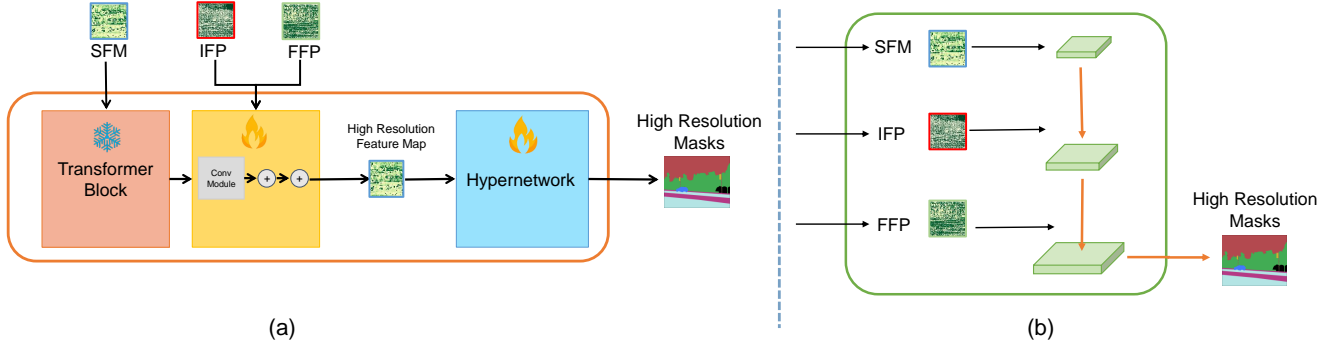 SFM
IFP
FFP
Transformer
Block
Conv
Module
+
+
High Resolution
Feature Map
Hypernetwork
High Resolution
Masks
(a)
SFM
IFP
FFP
High Resolution
Masks
(b)